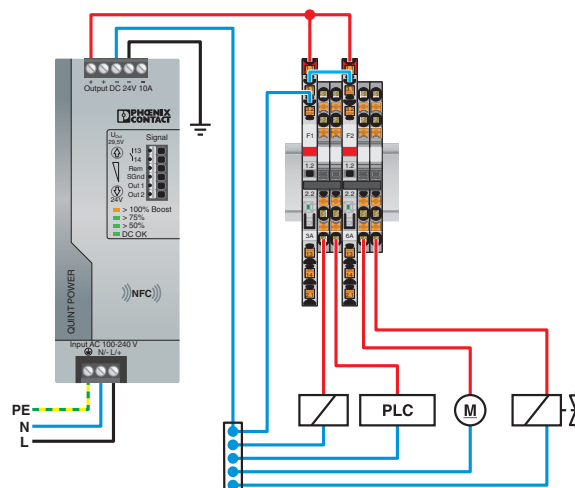 + + − − −
Output DC 24V 10A
PHŒNIX
CONTACT
UOut
29,5V
24V
Signal
13
14
Rem
SGnd
Out 1
Out 2
> 100% Boost
> 75%
> 50%
DC OK
NFC
QUINT POWER
Input AC 100-240 V
N/- L/+
PE
N
L
F1
F2
1.2
1.2
2.2
2.2
3A
6A
PLC
M